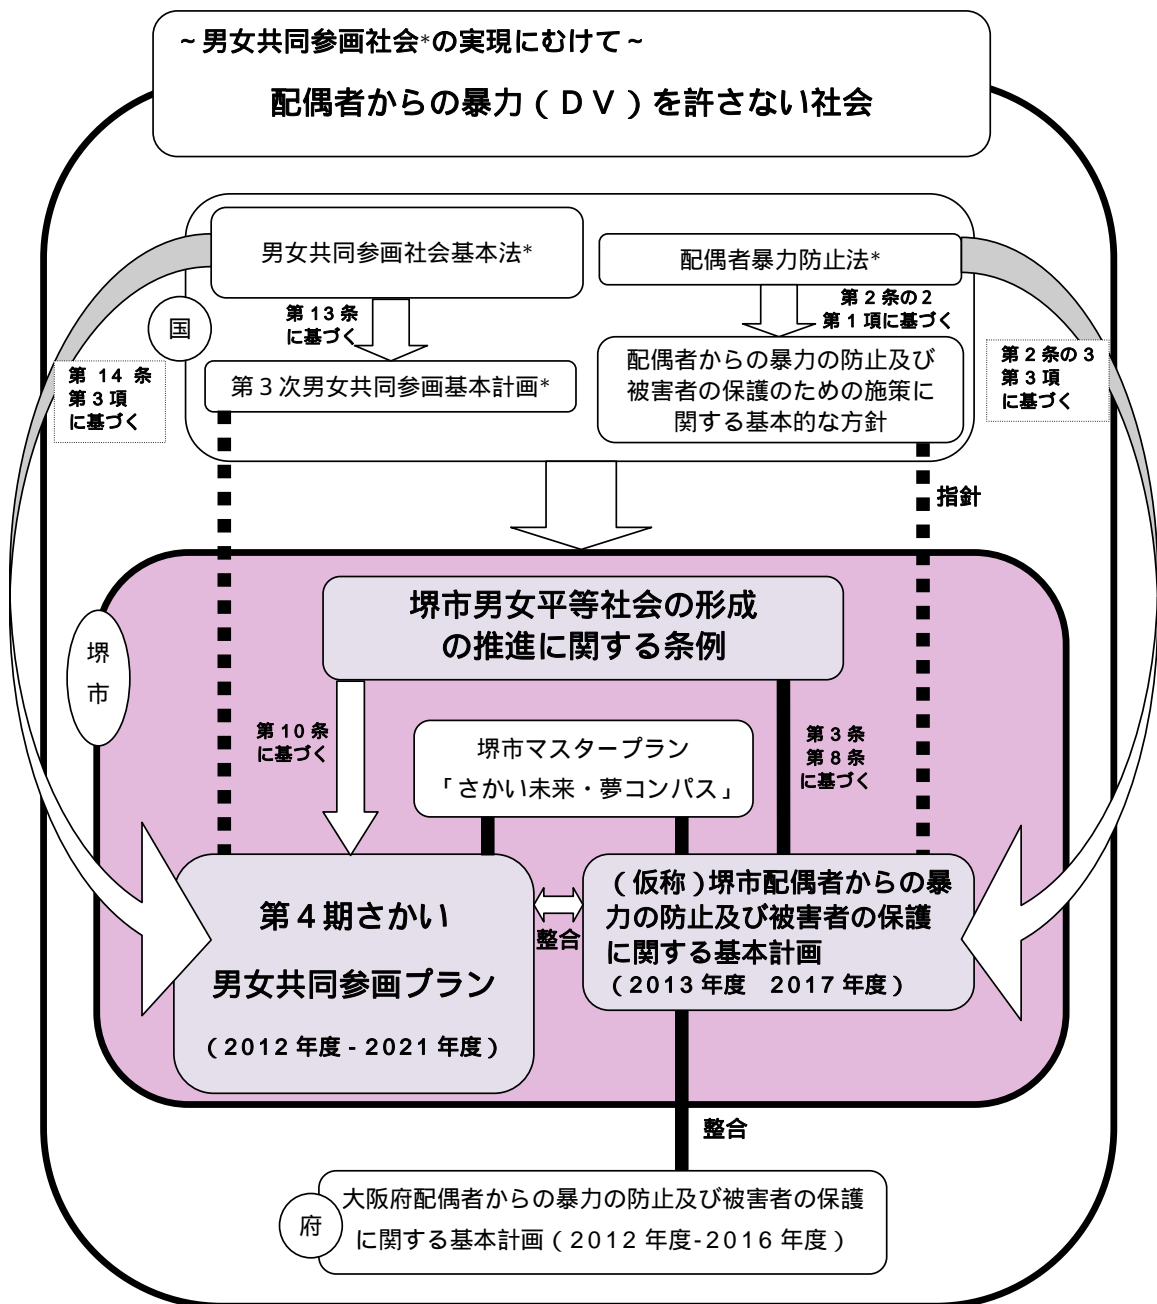 ~男女共同参画社会*の実現にむけて~
配偶者からの暴力(DV)を許さない社会
男女共同参画社会基本法*
配偶者暴力防止法*
国
第13条
に基づく
第2条の2
第1項に基づく
第3次男女共同参画基本計画*
配偶者からの暴力の防止及び
被害者の保護のための施策に
関する基本的な方針
第 14 条
第3項
に基づく
第2条の3
第3項
に基づく
指針
堺市
堺市男女平等社会の形成
の推進に関する条例
第10条
に基づく
堺市マスタープラン
「さかい未来・夢コンパス」
第3条
第8条
に基づく
第4期さかい
男女共同参画プラン
(2012年度-2021年度)
整合
(仮称)堺市配偶者からの暴
力の防止及び被害者の保護
に関する基本計画
(2013年度 2017年度)
整合
府
大阪府配偶者からの暴力の防止及び被害者の保護
に関する基本計画(2012年度-2016年度)